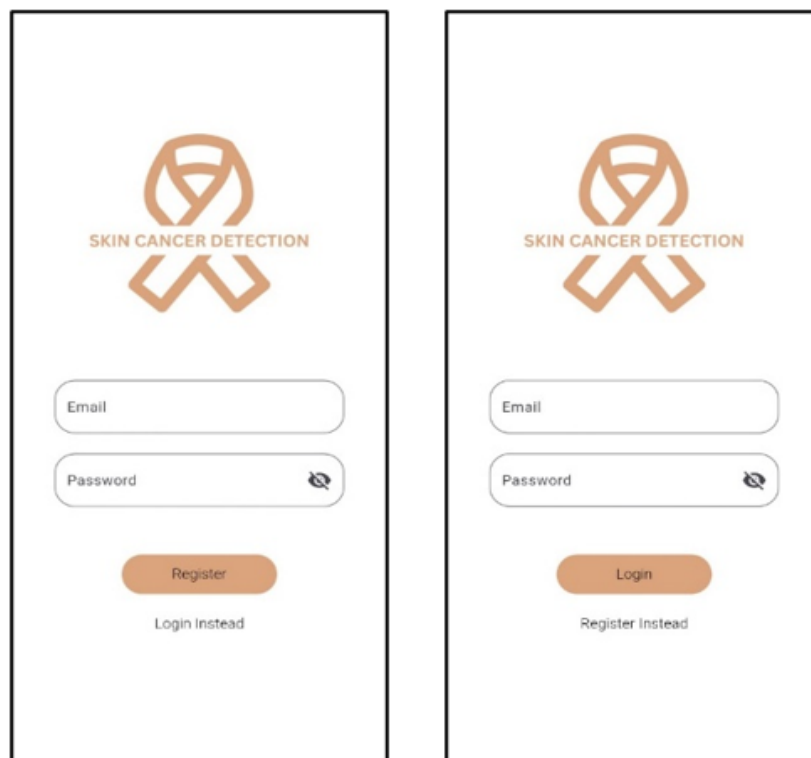 SKIN CANCER DETECTION
Email
Password
Register
Login Instead
SKIN CANCER DETECTION
Email
Password
Login
Register Instead